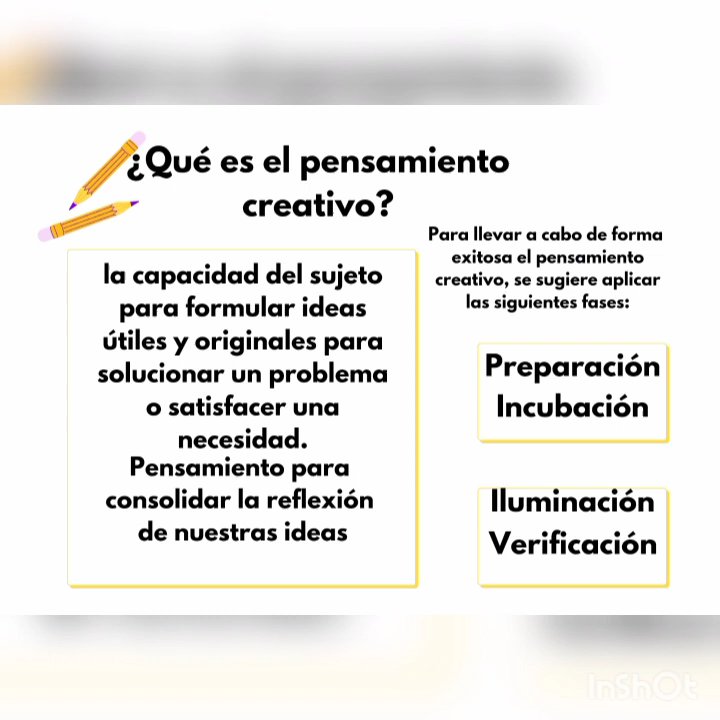 ¿Qué es el pensamiento
creativo?
la capacidad del sujeto
para formular ideas
útiles y originales para
solucionar un problema
o satisfacer una
necesidad.
Pensamiento para
consolidar la reflexión
de nuestras ideas
Para llevar a cabo de forma
exitosa el pensamiento
creativo, se sugiere aplicar
las siguientes fases:
Preparación
Incubación
Iluminación
Verificación
InShOt